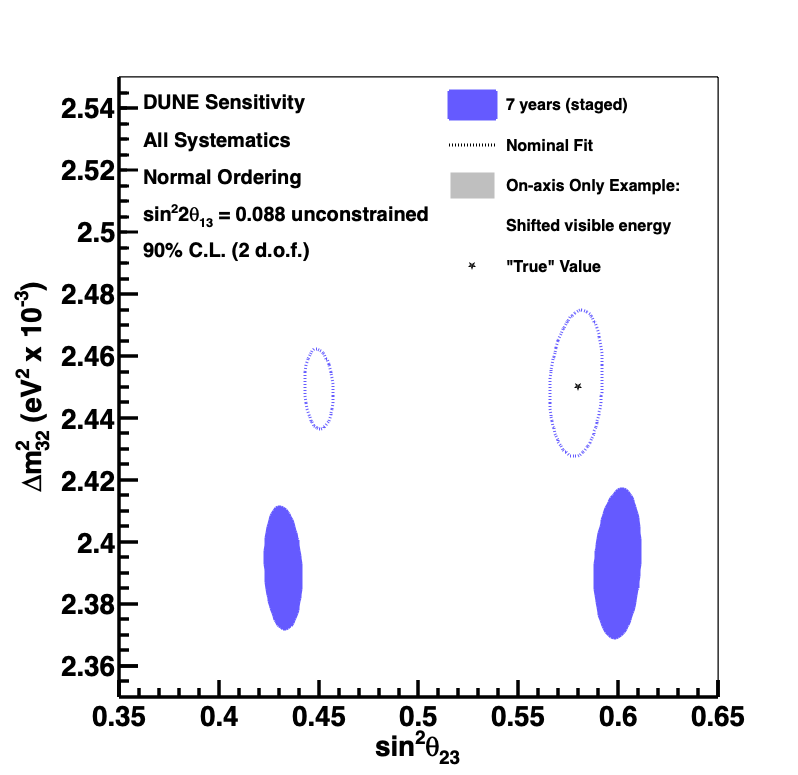 DUNE Sensitivity
All Systematics
Normal Ordering
sin²2θ₁₃ = 0.088 unconstrained
90% C.L. (2 d.o.f.)
7 years (staged)
Nominal Fit
On-axis Only Example:
Shifted visible energy
"True" Value
2.54
2.52
2.5
2.48
2.46
2.44
2.42
2.4
2.38
2.36
Δm²₃₂ (eV² x 10⁻³)
0.35 0.4 0.45 0.5 0.55 0.6 0.65
sin²θ₂₃